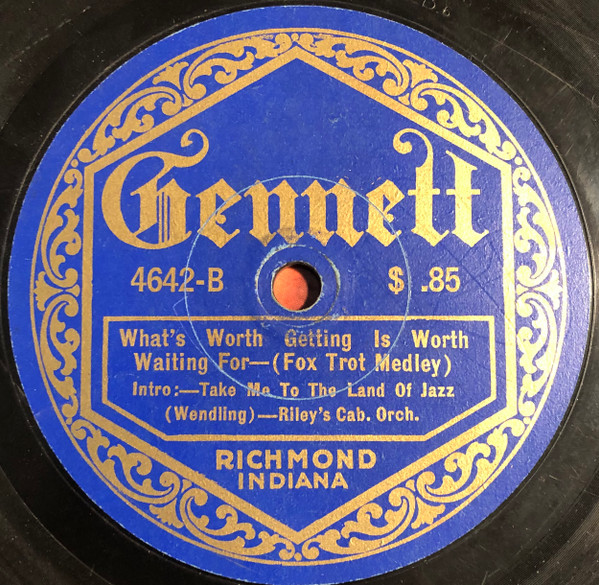 Gennett
4642-B $ .85
What's Worth Getting Is Worth
Waiting For—(Fox Trot Medley)
Intro:—Take Me To The Land Of Jazz
(Wendling)—Riley's Cab. Orch.
RICHMOND
INDIANA